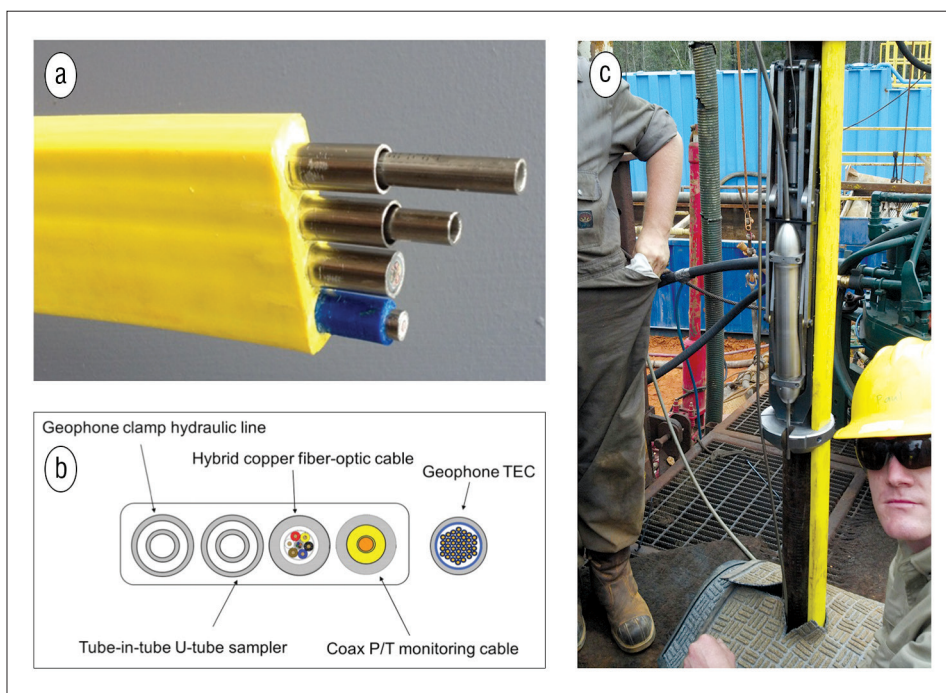 a
c
b
Geophone clamp hydraulic line
Hybrid copper fiber-optic cable
Geophone TEC
Tube-in-tube U-tube sampler
Coax P/T monitoring cable